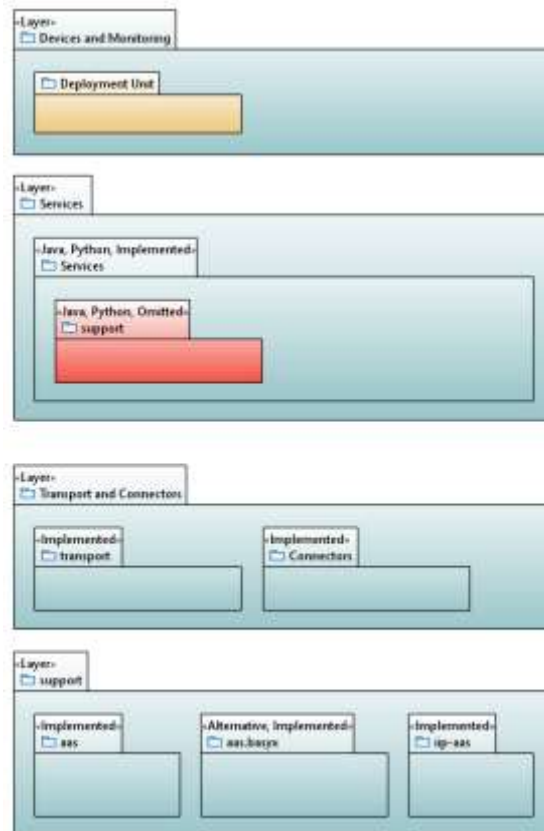 «Layer»
Devices and Monitoring
Deployment Unit
«Layer»
Services
«Java, Python, Implemented»
Services
«Java, Python, Omitted»
support
«Layer»
Transport and Connectors
«Implemented»
transport
«Implemented»
Connectors
«Layer»
support
«Implemented»
aas
«Alternative, Implemented»
aas.basyx
«Implemented»
iip-aas